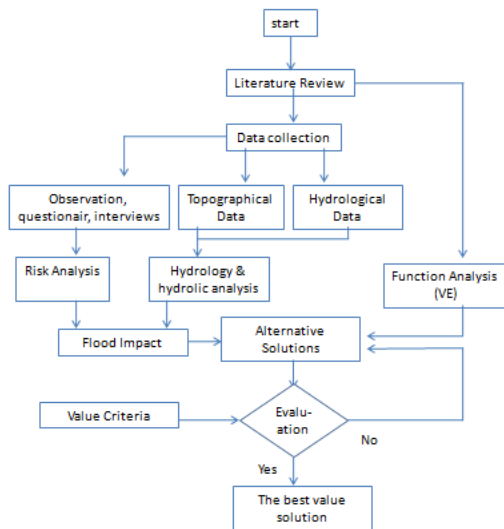 start
Literature Review
Data collection
Observation,
questionair, interviews
Topographical
Data
Hydrological
Data
Risk Analysis
Hydrology &
hydrolic analysis
Function Analysis
(VE)
Flood Impact
Alternative
Solutions
Value Criteria
Evalu-
ation
No
Yes
The best value
solution